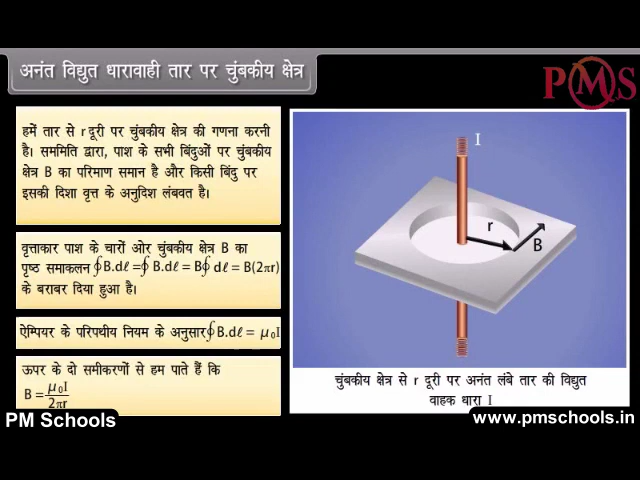 अनंत विद्युत धारावाही तार पर चुंबकीय क्षेत्र
PMS
हमें तार से r दूरी पर चुंबकीय क्षेत्र की गणना करनी
है। सममिति द्वारा, पाश के सभी बिंदुओं पर चुंबकीय
क्षेत्र B का परिमाण समान है और किसी बिंदु पर
इसकी दिशा वृत्त के अनुदिश लंबवत है।
वृत्ताकार पाश के चारों ओर चुंबकीय क्षेत्र B का
पृष्ठ समाकलन ∮B.dℓ =∮ B.dℓ = B∮ dℓ = B(2πr)
के बराबर दिया हुआ है।
ऐम्पियर के परिपथीय नियम के अनुसार∮B.dℓ = μ₀I
ऊपर के दो समीकरणों से हम पाते हैं कि
B = μ₀I/2πr
I
r
B
चुंबकीय क्षेत्र से r दूरी पर अनंत लंबे तार की विद्युत
वाहक धारा I
PM Schools
www.pmschools.in